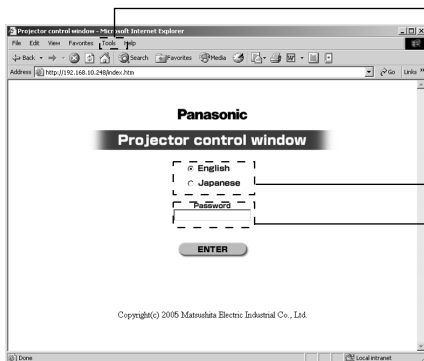 Projector control window - Microsoft Internet Explorer
File Edit View Favorites Tools Help
Back Search Favorites Media
Address http://192.168.10.248/index.htm Go Links »
Panasonic
Projector control window
English
Japanese
Password
ENTER
Copyright(c) 2005 Matsushita Electric Industrial Co., Ltd.
Done Local intranet